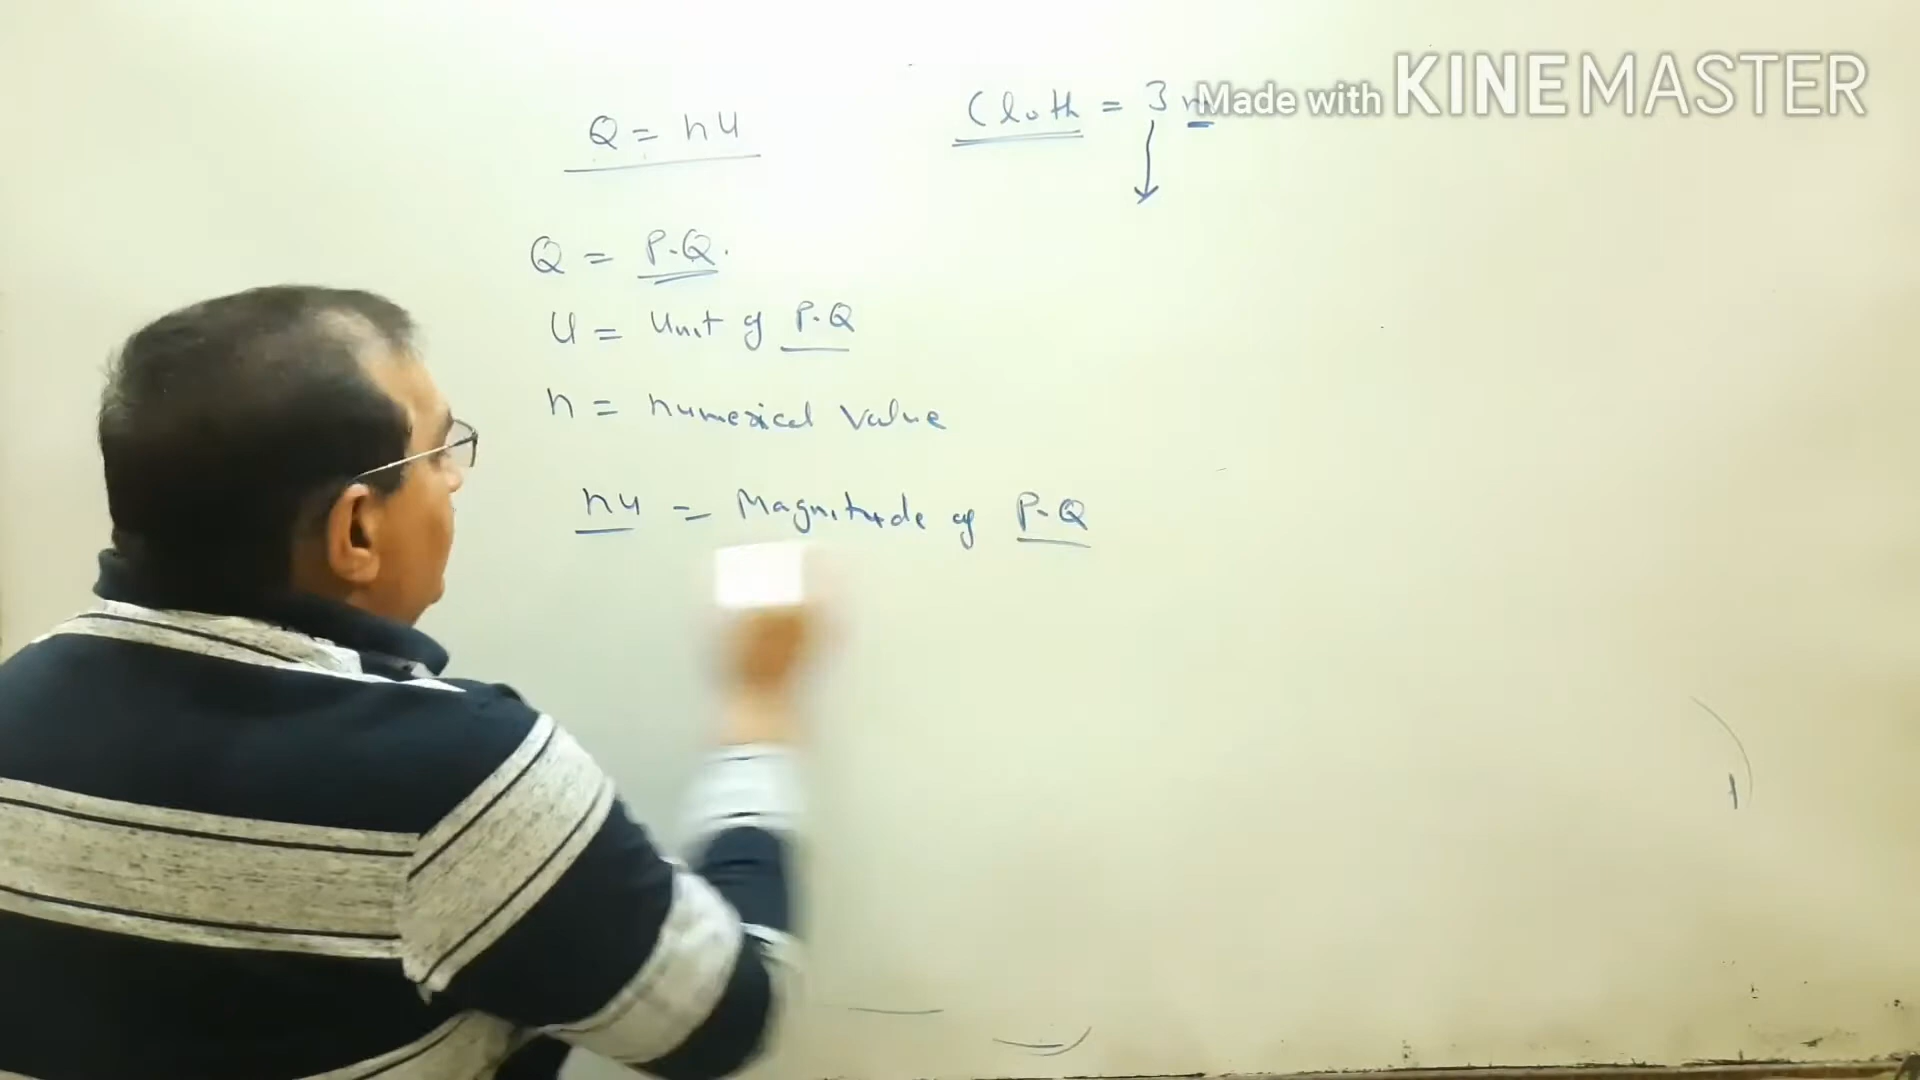 Q = nu
Cloth = 3 m
Made with KINEMASTER
Q = P.Q.
u = Unit of P.Q
n = numerical value
nu = Magnitude of P.Q